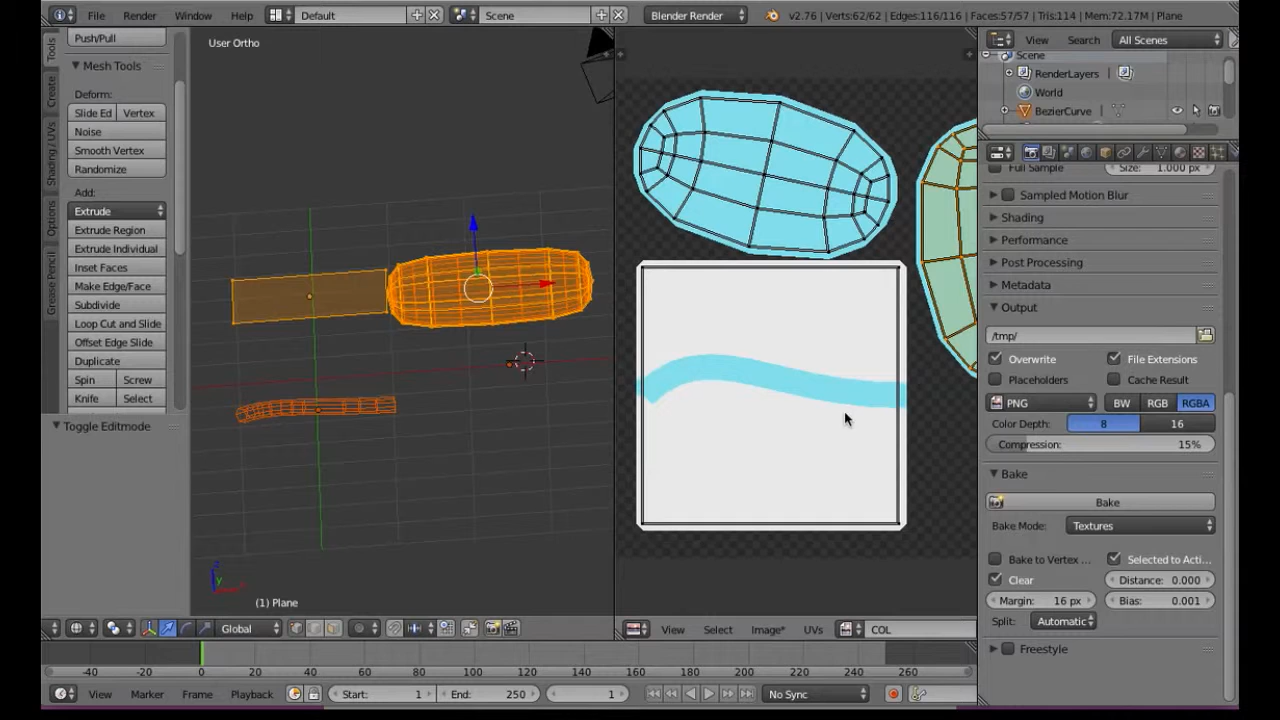 File Render Window Help Default Scene Blender Render v2.76 | Verts:62/62 | Edges:116/116 | Faces:57/57 | Tris:114 | Mem:72.17M | Plane
Push/Pull
User Ortho
View Search All Scenes
Scene
RenderLayers
World
BezierCurve
Tools
Create
Shading / UVs
Options
Grease Pencil
Mesh Tools
Deform:
Slide Ed Vertex
Noise
Smooth Vertex
Randomize
Add:
Extrude
Extrude Region
Extrude Individual
Inset Faces
Make Edge/Face
Subdivide
Loop Cut and Slide
Offset Edge Slide
Duplicate
Spin Screw
Knife Select
Toggle Editmode
Full Sample Size: 1.000 px
Sampled Motion Blur
Shading
Performance
Post Processing
Metadata
Output
/tmp/
Overwrite File Extensions
Placeholders Cache Result
PNG BW RGB RGBA
Color Depth: 8 16
Compression: 15%
Bake
Bake
Bake Mode: Textures
Bake to Vertex ... Selected to Acti...
Clear Distance: 0.000
Margin: 16 px Bias: 0.001
Split: Automatic
Freestyle
z
y
(1) Plane
Global
View Select Image* UVs COL
-40 -20 0 20 40 60 80 100 120 140 160 180 200 220 240 260
View Marker Frame Playback Start: 1 End: 250 1 No Sync